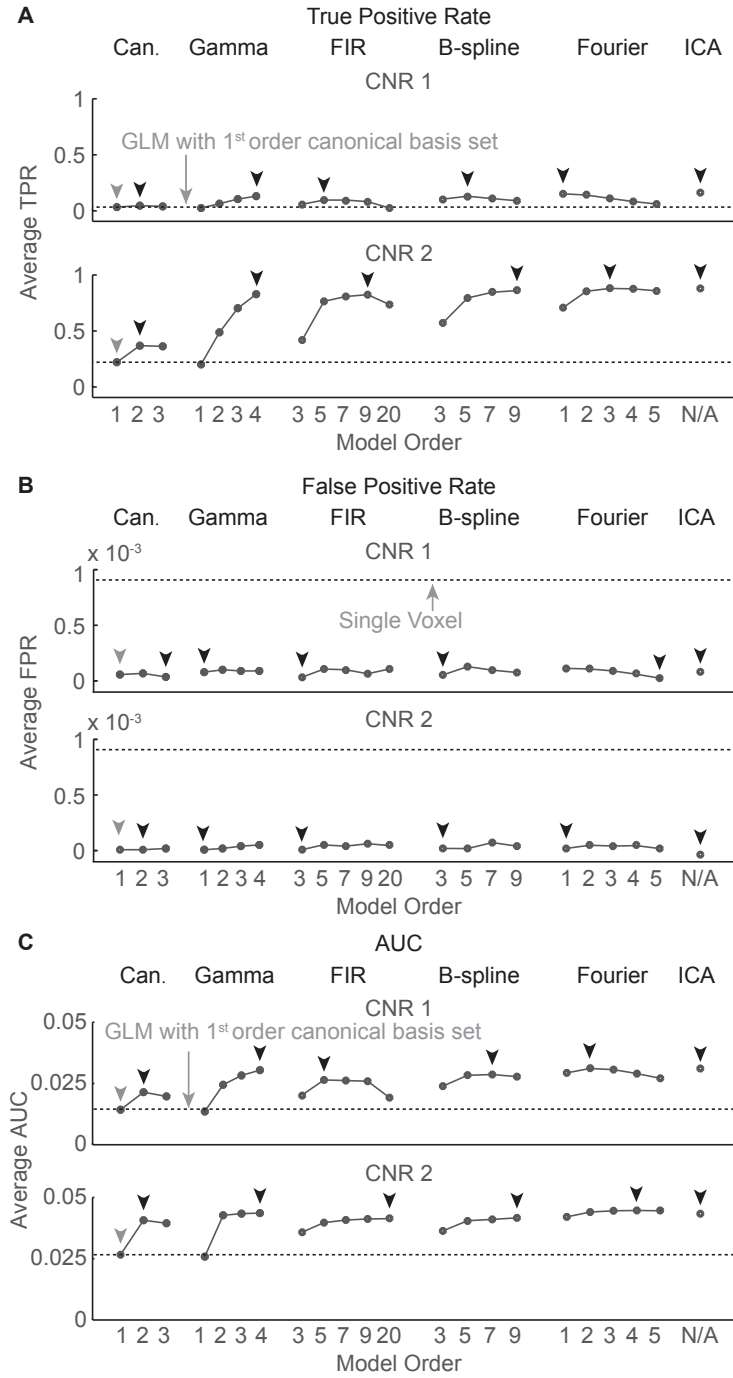 A
True Positive Rate
Can. Gamma FIR B-spline Fourier ICA
CNR 1
1
GLM with 1st order canonical basis set
0.5
0
Average TPR
CNR 2
1
0.5
0
1 2 3 1 2 3 4 3 5 7 9 20 3 5 7 9 1 2 3 4 5 N/A
Model Order
B
False Positive Rate
Can. Gamma FIR B-spline Fourier ICA
x 10-3
CNR 1
1
Single Voxel
0.5
0
Average FPR
x 10-3
CNR 2
1
0.5
0
1 2 3 1 2 3 4 3 5 7 9 20 3 5 7 9 1 2 3 4 5 N/A
Model Order
C
AUC
Can. Gamma FIR B-spline Fourier ICA
CNR 1
0.05
GLM with 1st order canonical basis set
0.025
0
Average AUC
CNR 2
0.05
0.025
0
1 2 3 1 2 3 4 3 5 7 9 20 3 5 7 9 1 2 3 4 5 N/A
Model Order